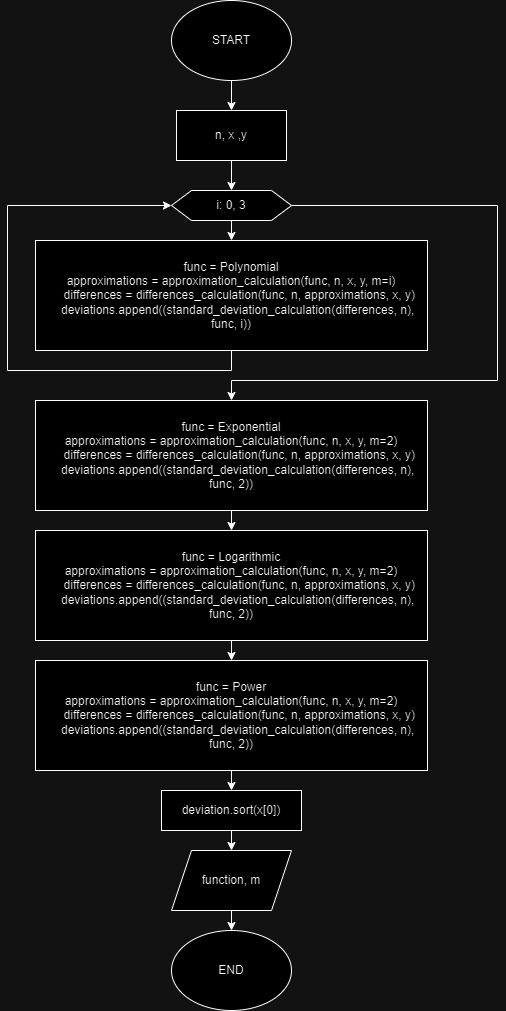 START
n, x ,y
i: 0, 3
func = Polynomial
approximations = approximation_calculation(func, n, x, y, m=i)
differences = differences_calculation(func, n, approximations, x, y)
deviations.append((standard_deviation_calculation(differences, n),
func, i))
func = Exponential
approximations = approximation_calculation(func, n, x, y, m=2)
differences = differences_calculation(func, n, approximations, x, y)
deviations.append((standard_deviation_calculation(differences, n),
func, 2))
func = Logarithmic
approximations = approximation_calculation(func, n, x, y, m=2)
differences = differences_calculation(func, n, approximations, x, y)
deviations.append((standard_deviation_calculation(differences, n),
func, 2))
func = Power
approximations = approximation_calculation(func, n, x, y, m=2)
differences = differences_calculation(func, n, approximations, x, y)
deviations.append((standard_deviation_calculation(differences, n),
func, 2))
deviation.sort(x[0])
function, m
END